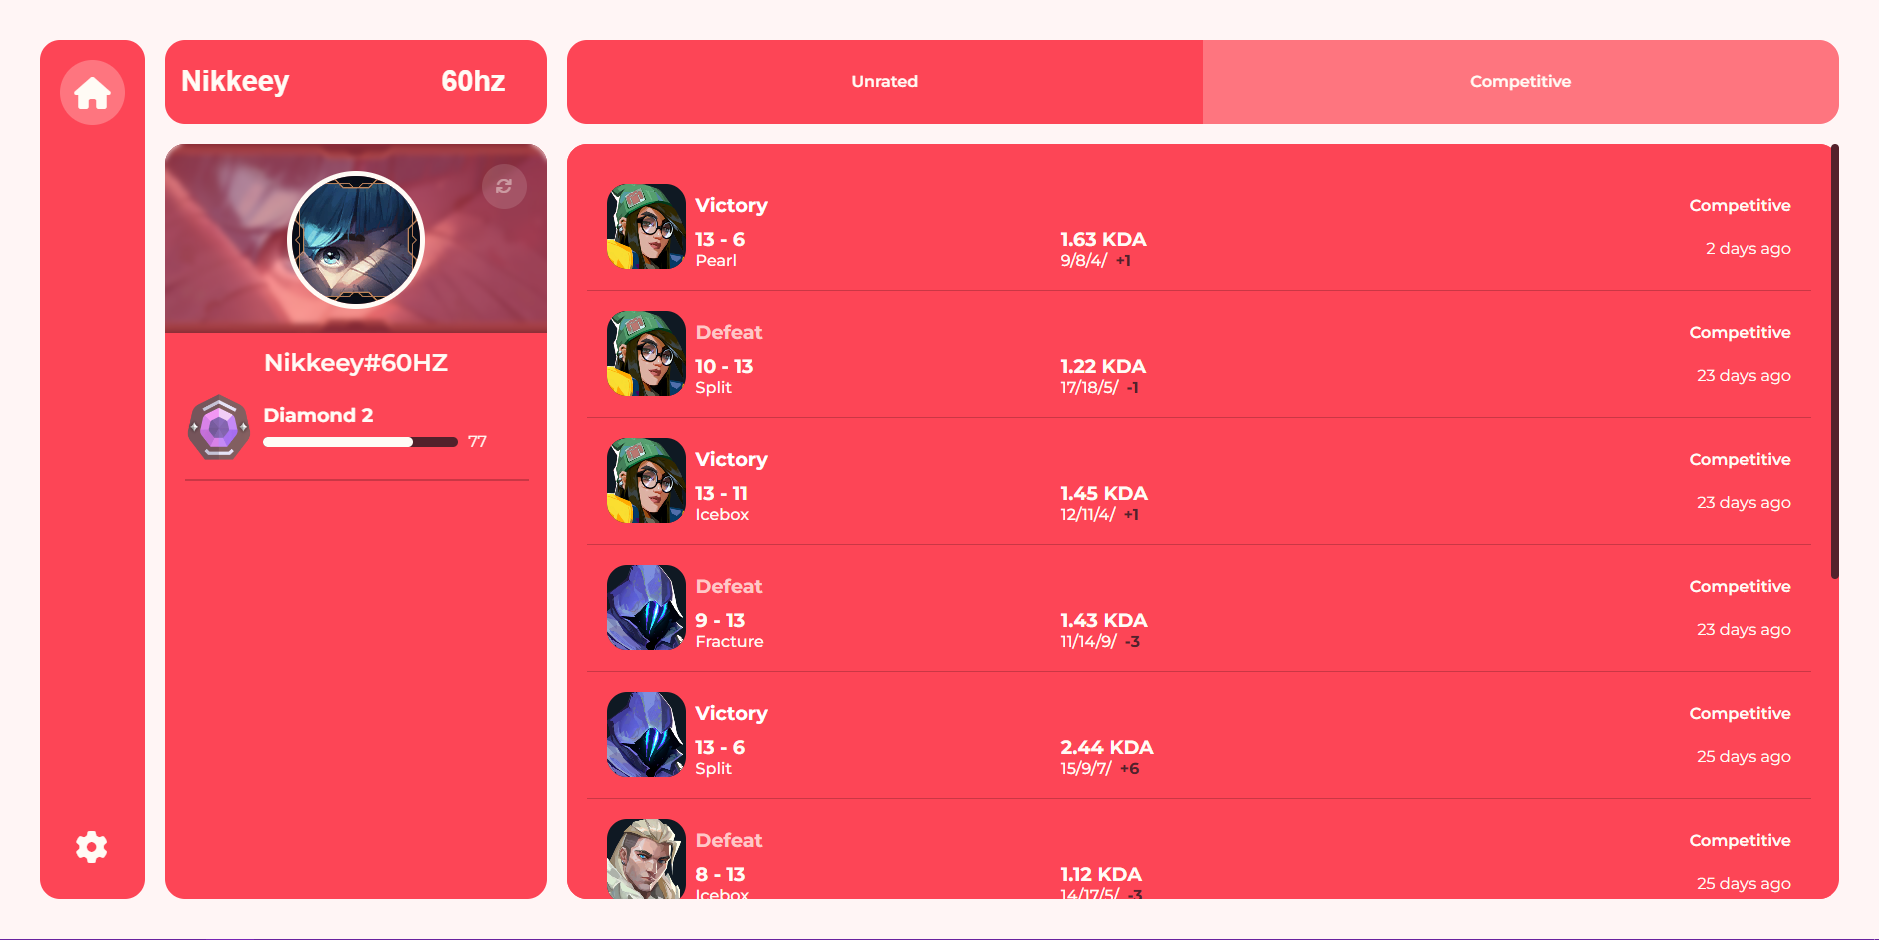 Nikkeey 60hz
Unrated Competitive
Nikkeey#60HZ
Diamond 2
77
Victory Competitive
13 - 6 1.63 KDA 2 days ago
Pearl 9/8/4/ +1
Defeat Competitive
10 - 13 1.22 KDA 23 days ago
Split 17/18/5/ -1
Victory Competitive
13 - 11 1.45 KDA 23 days ago
Icebox 12/11/4/ +1
Defeat Competitive
9 - 13 1.43 KDA 23 days ago
Fracture 11/14/9/ -3
Victory Competitive
13 - 6 2.44 KDA 25 days ago
Split 15/9/7/ +6
Defeat Competitive
8 - 13 1.12 KDA 25 days ago
Icebox 14/17/5/ -3